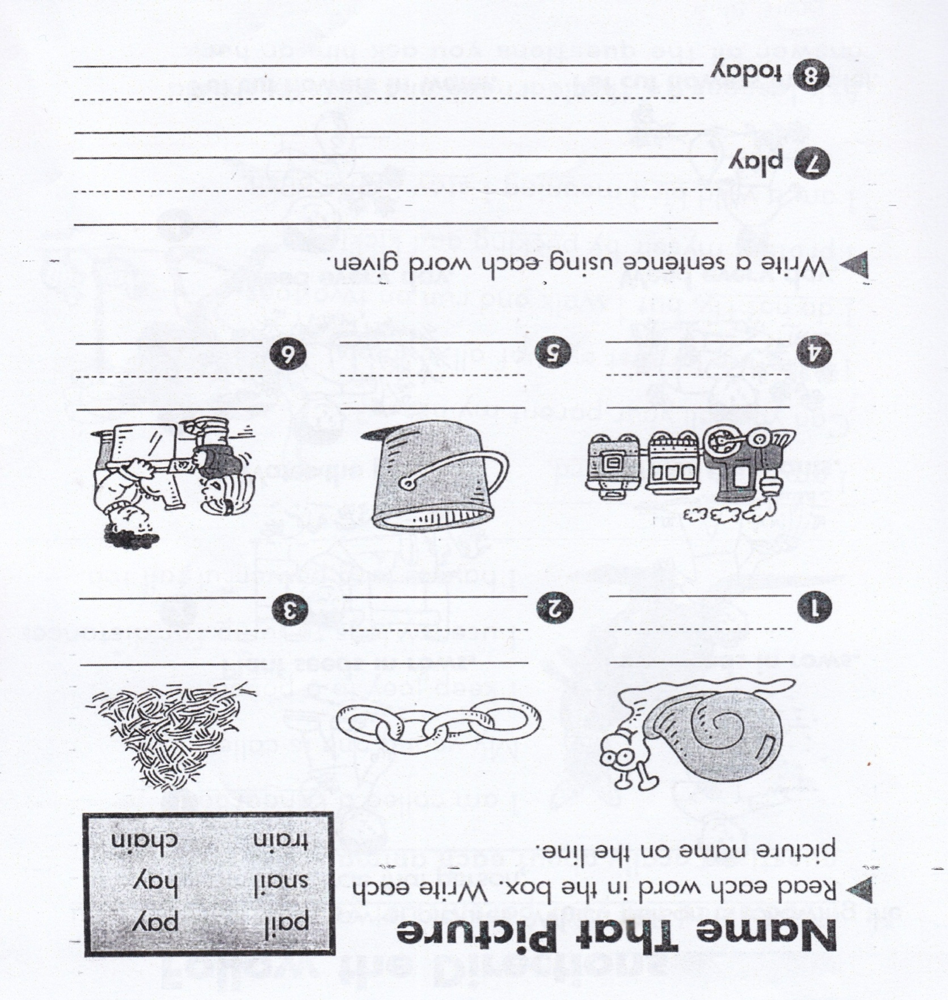 Name That Picture
Read each word in the box. Write each
picture name on the line.
pail pay
snail hay
train chain
1
2
3
4
5
6
Write a sentence using each word given.
7 play
8 today